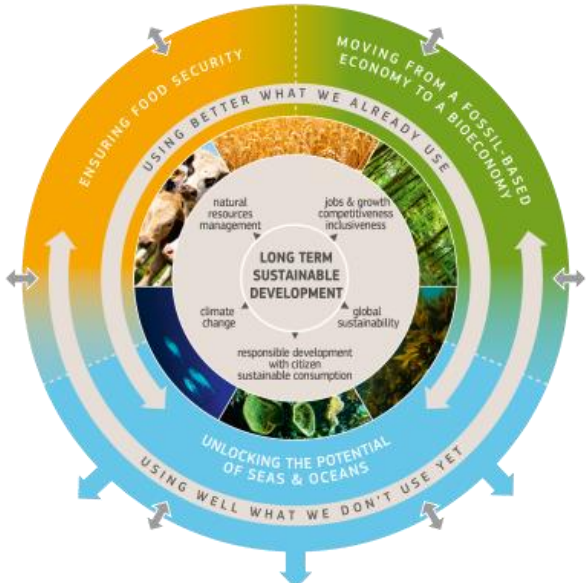 ENSURING FOOD SECURITY
MOVING FROM A FOSSIL-BASED
ECONOMY TO A BIOECONOMY
USING BETTER WHAT WE ALREADY USE
natural
resources
management
jobs & growth
competitiveness
inclusiveness
LONG TERM
SUSTAINABLE
DEVELOPMENT
climate
change
global
sustainability
responsible development
with citizen
sustainable consumption
UNLOCKING THE POTENTIAL
OF SEAS & OCEANS
USING WELL WHAT WE DON'T USE YET